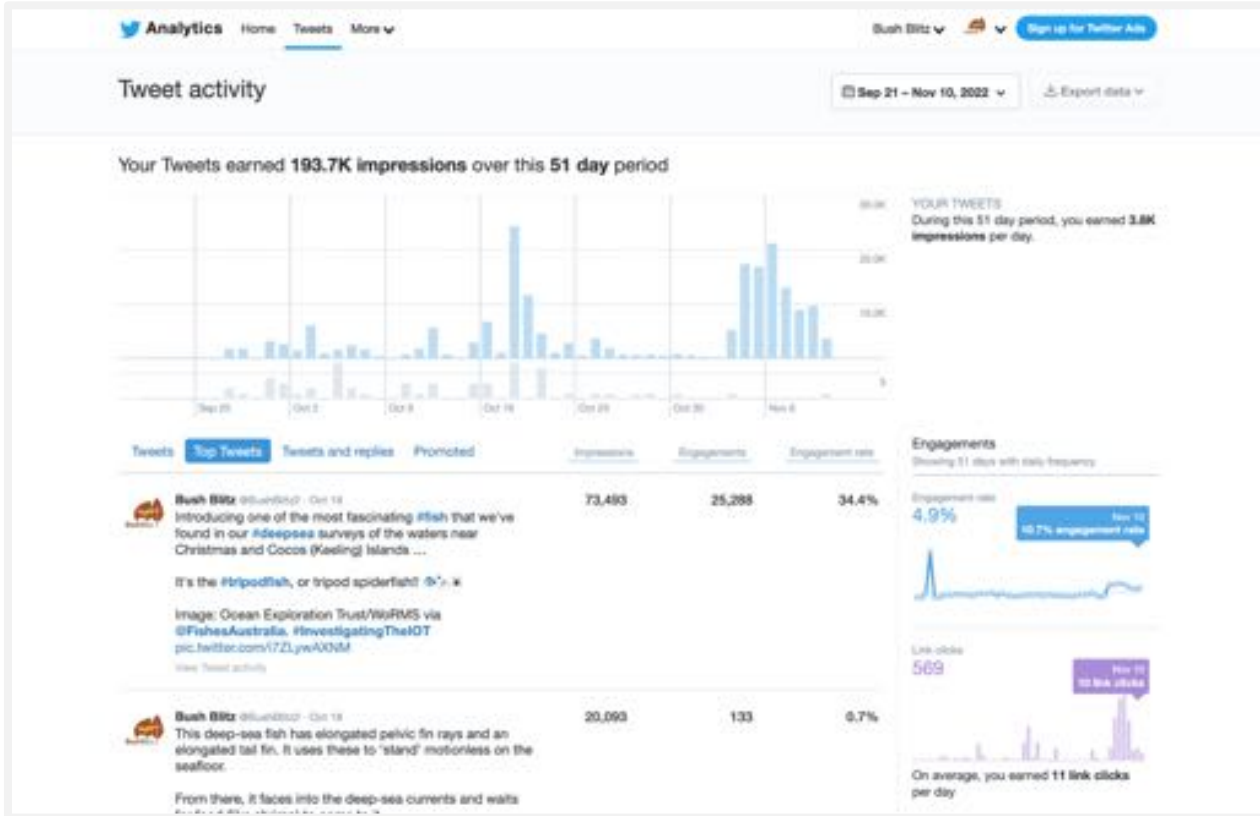 Analytics Home Tweets More
Bush Blitz Sign up for Twitter Ads
Tweet activity
Sep 21 – Nov 10, 2022 Export data
Your Tweets earned 193.7K impressions over this 51 day period
YOUR TWEETS
During this 51 day period, you earned 3.8K
impressions per day.
Oct 2
Oct 9
Oct 16
Oct 23
Oct 30
Nov 6
Tweets Top Tweets Tweets and replies Promoted
Impressions Engagements Engagement rate
Bush Blitz
73,493 25,288 34.4%
Introducing one of the most fascinating #fish that we've
found in our #deepsea surveys of the waters near
Christmas and Cocos (Keeling) Islands ...
It's the #tripodfish, or tripod spiderfish!
Image: Ocean Exploration Trust/WoRMS via
@FishesAustralia. #InvestigatingTheIOT
View Tweet activity
Bush Blitz
20,093 133 0.7%
This deep-sea fish has elongated pelvic fin rays and an
elongated tail fin. It uses these to 'stand' motionless on the
seafloor.
From there, it faces into the deep-sea currents and waits
Engagements
Showing 51 days with daily frequency
Engagement rate
4.9%
10.7% engagement rate
Link clicks
569
10 link clicks
On average, you earned 11 link clicks
per day